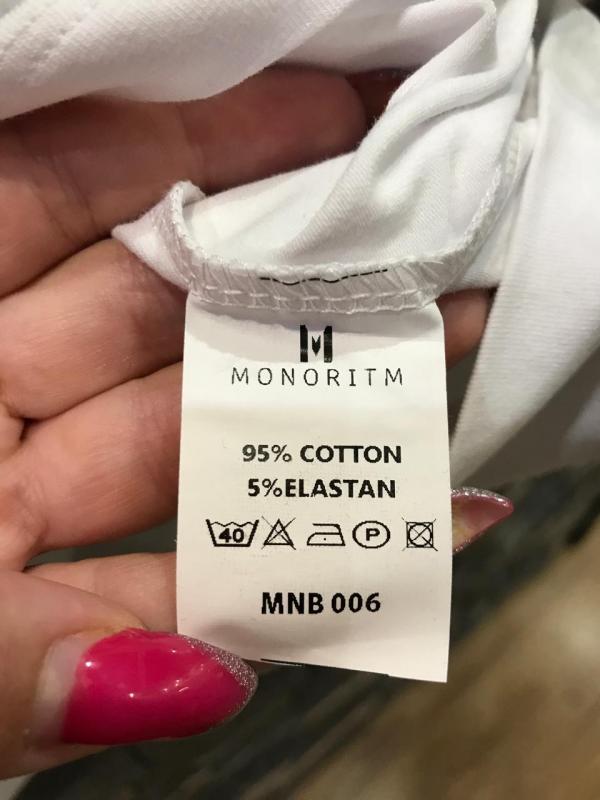 M
MONORITM
95% COTTON
5%ELASTAN
40 P
MNB 006